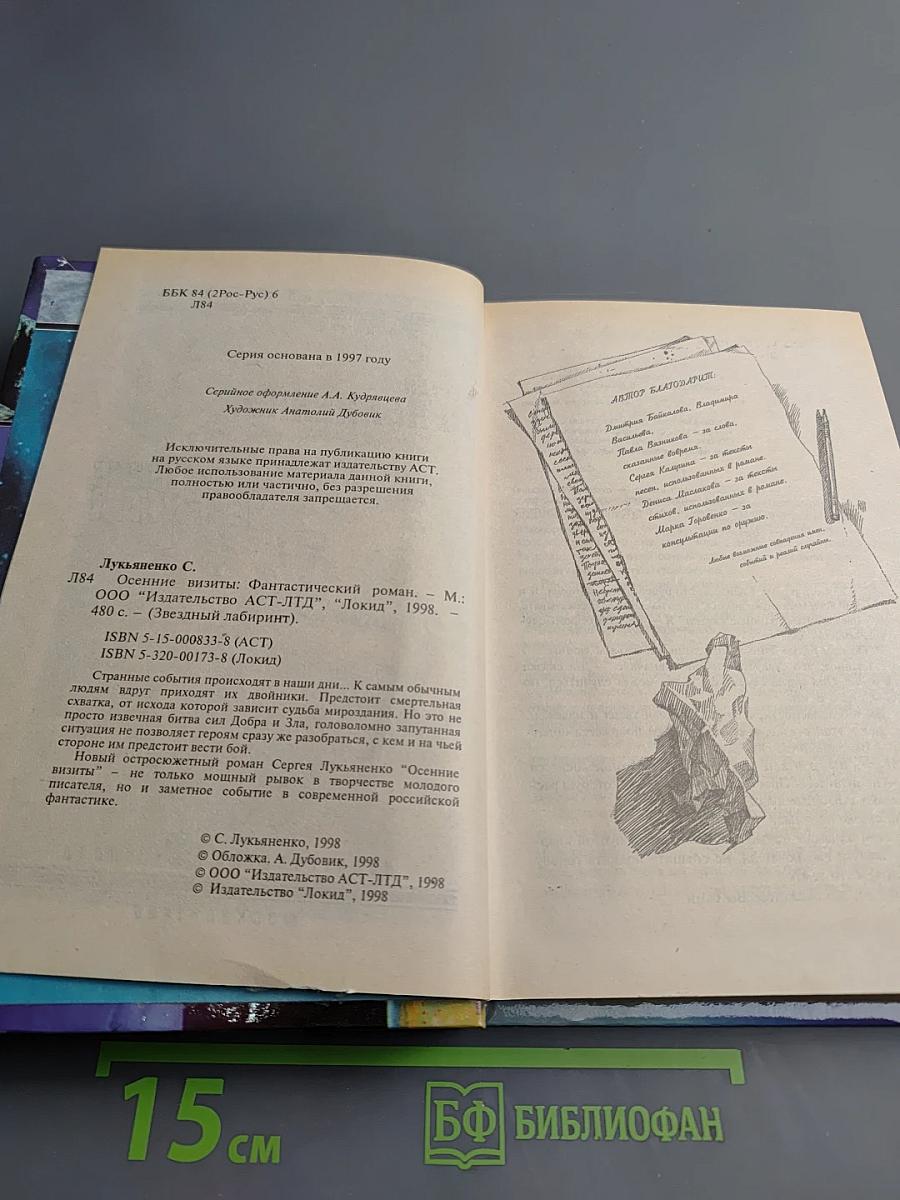 ББК 84 (2Рос-Рус) 6
Л84
Серия основана в 1997 году
Серийное оформление А.А. Кудрявцева
Художник Анатолий Дубовик
Исключительные права на публикацию книги
на русском языке принадлежат издательству АСТ.
Любое использование материала данной книги,
полностью или частично, без разрешения
правообладателя запрещается.
Лукьяненко С.
Л84 Осенние визиты: Фантастический роман. – М.:
ООО "Издательство АСТ-ЛТД", "Локид", 1998. –
480 с. – (Звездный лабиринт).
ISBN 5-15-000833-8 (АСТ)
ISBN 5-320-00173-8 (Локид)
Странные события происходят в наши дни... К самым обычным
людям вдруг приходят их двойники. Предстоит смертельная
схватка, от исхода которой зависит судьба мироздания. Но это не
просто извечная битва сил Добра и Зла, головоломно запутанная
ситуация не позволяет героям сразу же разобраться, с кем и на чьей
стороне им предстоит вести бой.
Новый остросюжетный роман Сергея Лукьяненко "Осенние
визиты" – не только мощный рывок в творчестве молодого
писателя, но и заметное событие в современной российской
фантастике.
© С. Лукьяненко, 1998
© Обложка. А. Дубовик, 1998
© ООО "Издательство АСТ-ЛТД", 1998
© Издательство "Локид", 1998
АВТОР БЛАГОДАРИТ:
Дмитрия Байкалова, Владимира
Васильева,
Павла Вязникова – за слова,
сказанные вовремя.
Сергея Калугина – за тексты
песен, использованных в романе.
Дениса Маслакова – за тексты
стихов, использованных в романе.
Марка Горовенко – за
консультации по оружию.
Любые возможные совпадения имен,
событий и реалий случайны.
15 см
БФ БИБЛИОФАН